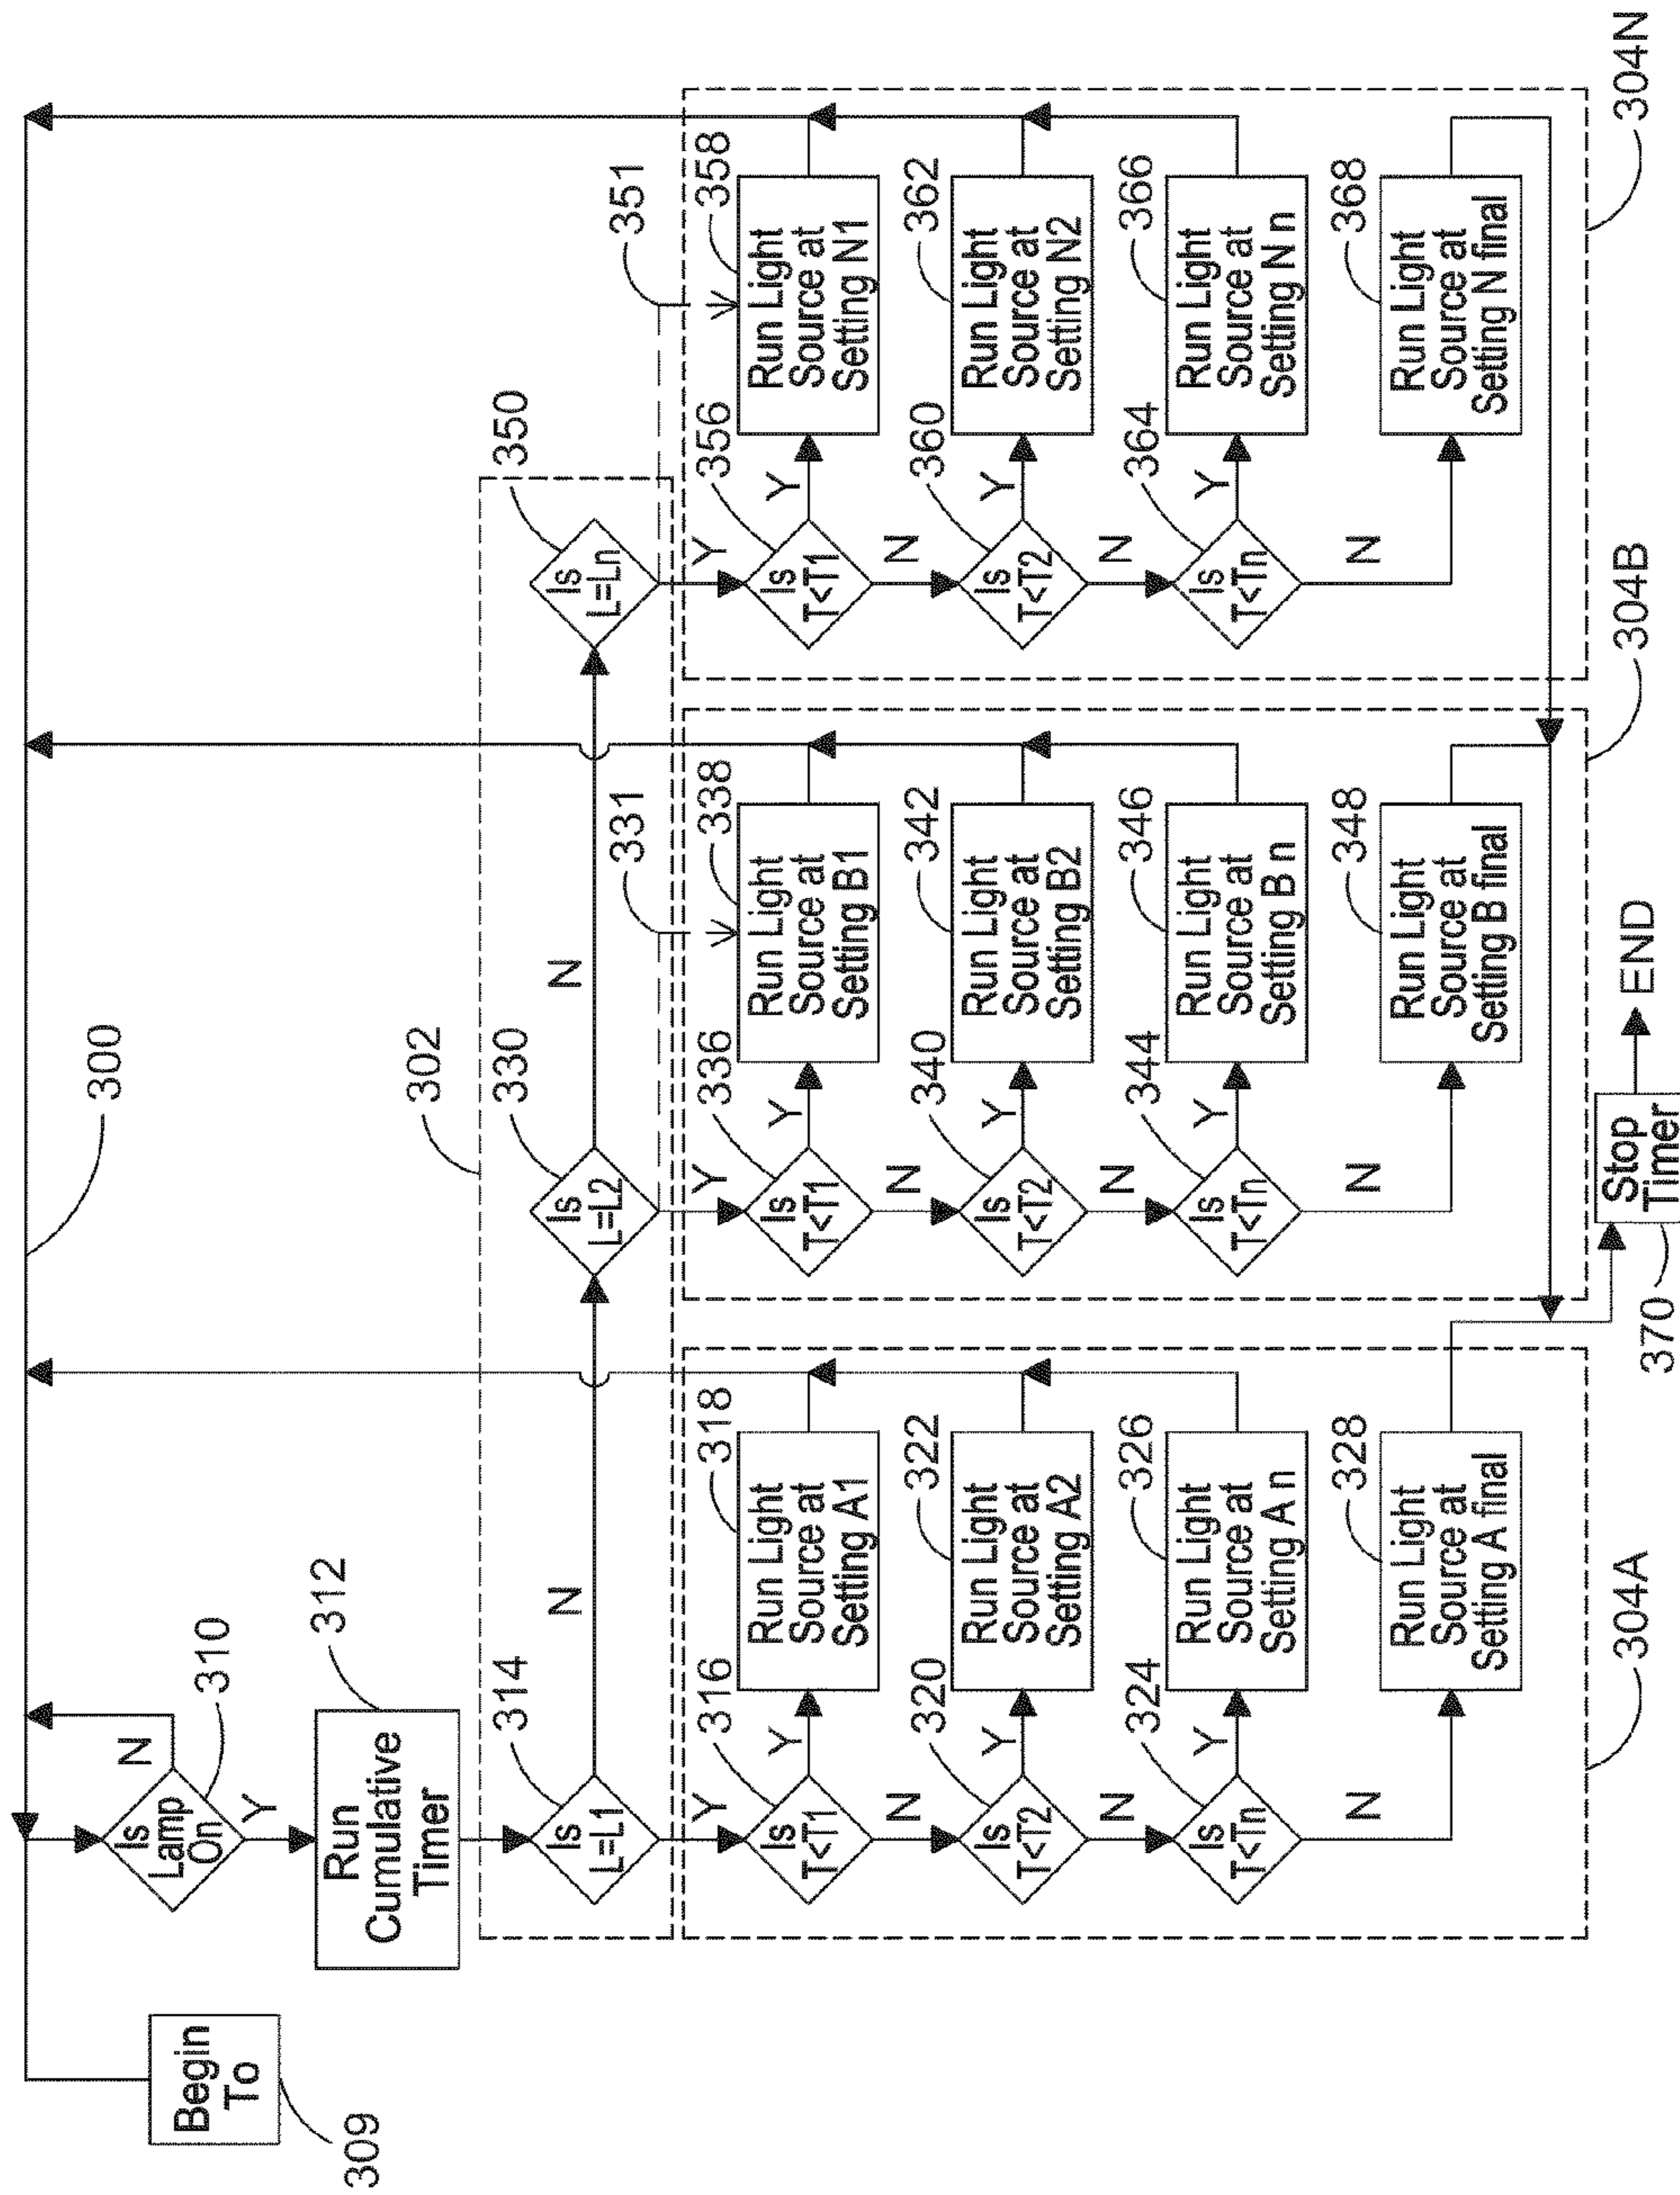 300
Begin
To
309
Is
Lamp
On
N
Y
310
Run
Cumulative
Timer
312
302
Is
L=L1
314
N
Y
Is
L=L2
330
N
Y
331
Is
L=Ln
350
Y
351
Is
T<T1
316
Y
N
Run Light
Source at
Setting A1
318
Is
T<T2
320
Y
N
Run Light
Source at
Setting A2
322
Is
T<Tn
324
Y
N
Run Light
Source at
Setting A n
326
Run Light
Source at
Setting A final
328
304A
Is
T<T1
336
Y
N
Run Light
Source at
Setting B1
338
Is
T<T2
340
Y
N
Run Light
Source at
Setting B2
342
Is
T<Tn
344
Y
N
Run Light
Source at
Setting B n
346
Run Light
Source at
Setting B final
348
304B
Is
T<T1
356
Y
N
Run Light
Source at
Setting N1
358
Is
T<T2
360
Y
N
Run Light
Source at
Setting N2
362
Is
T<Tn
364
Y
N
Run Light
Source at
Setting N n
366
Run Light
Source at
Setting N final
368
304N
Stop
Timer
370
END